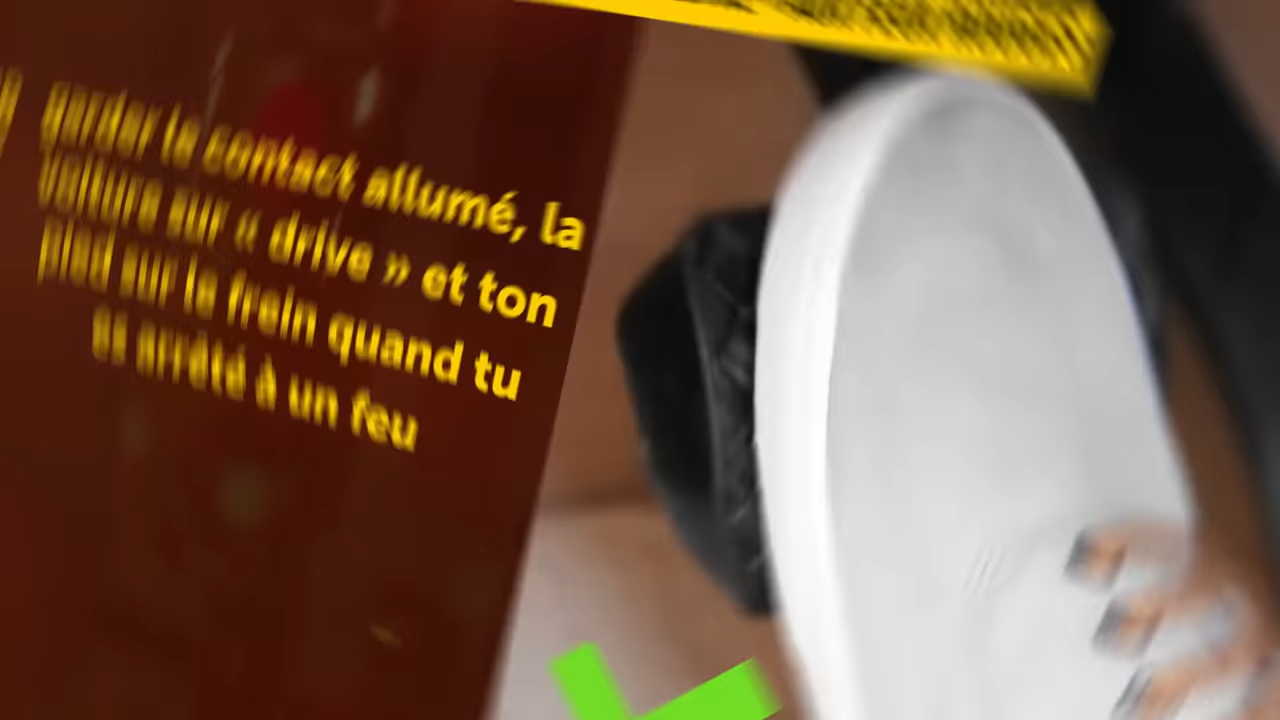 garder le contact allumé, la
voiture sur « drive » et ton
pied sur le frein quand tu
es arrêté à un feu